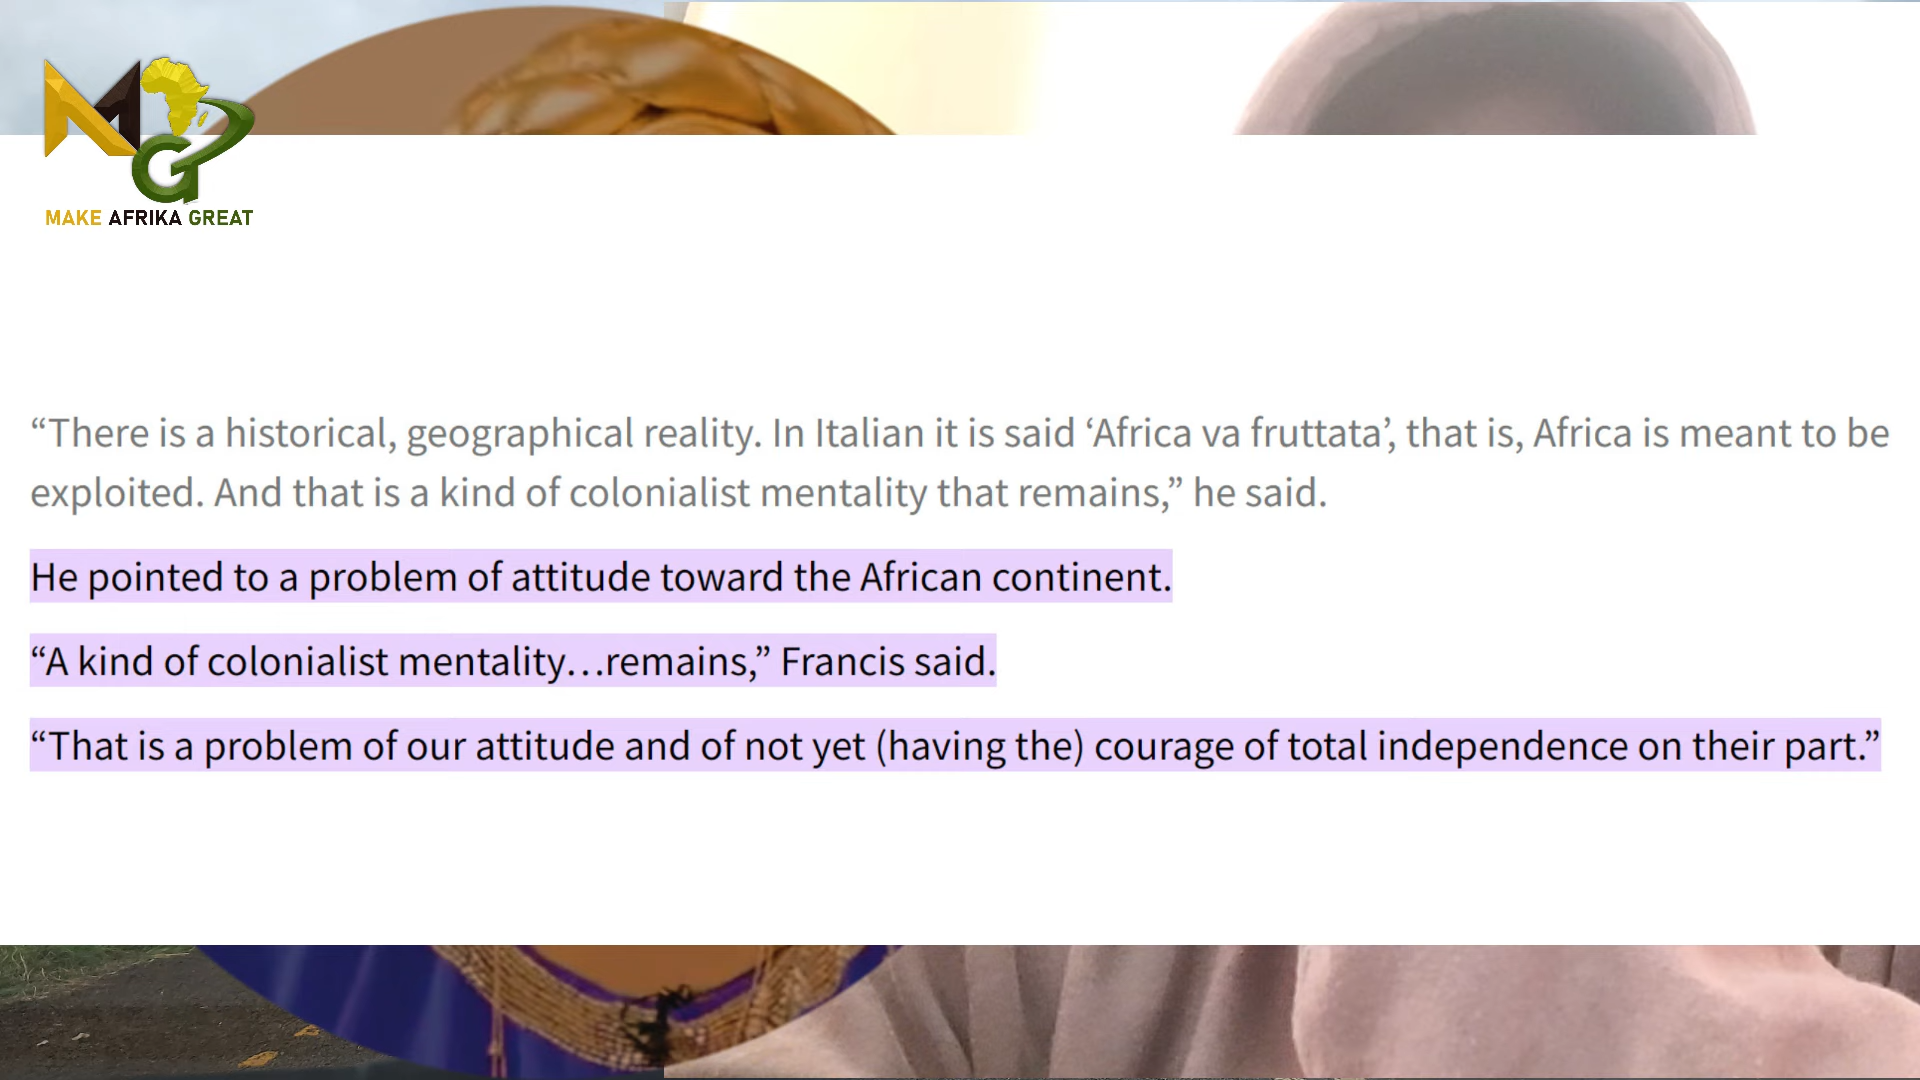 MAKE AFRIKA GREAT
“There is a historical, geographical reality. In Italian it is said ‘Africa va fruttata’, that is, Africa is meant to be
exploited. And that is a kind of colonialist mentality that remains,” he said.
He pointed to a problem of attitude toward the African continent.
“A kind of colonialist mentality…remains,” Francis said.
“That is a problem of our attitude and of not yet (having the) courage of total independence on their part.”